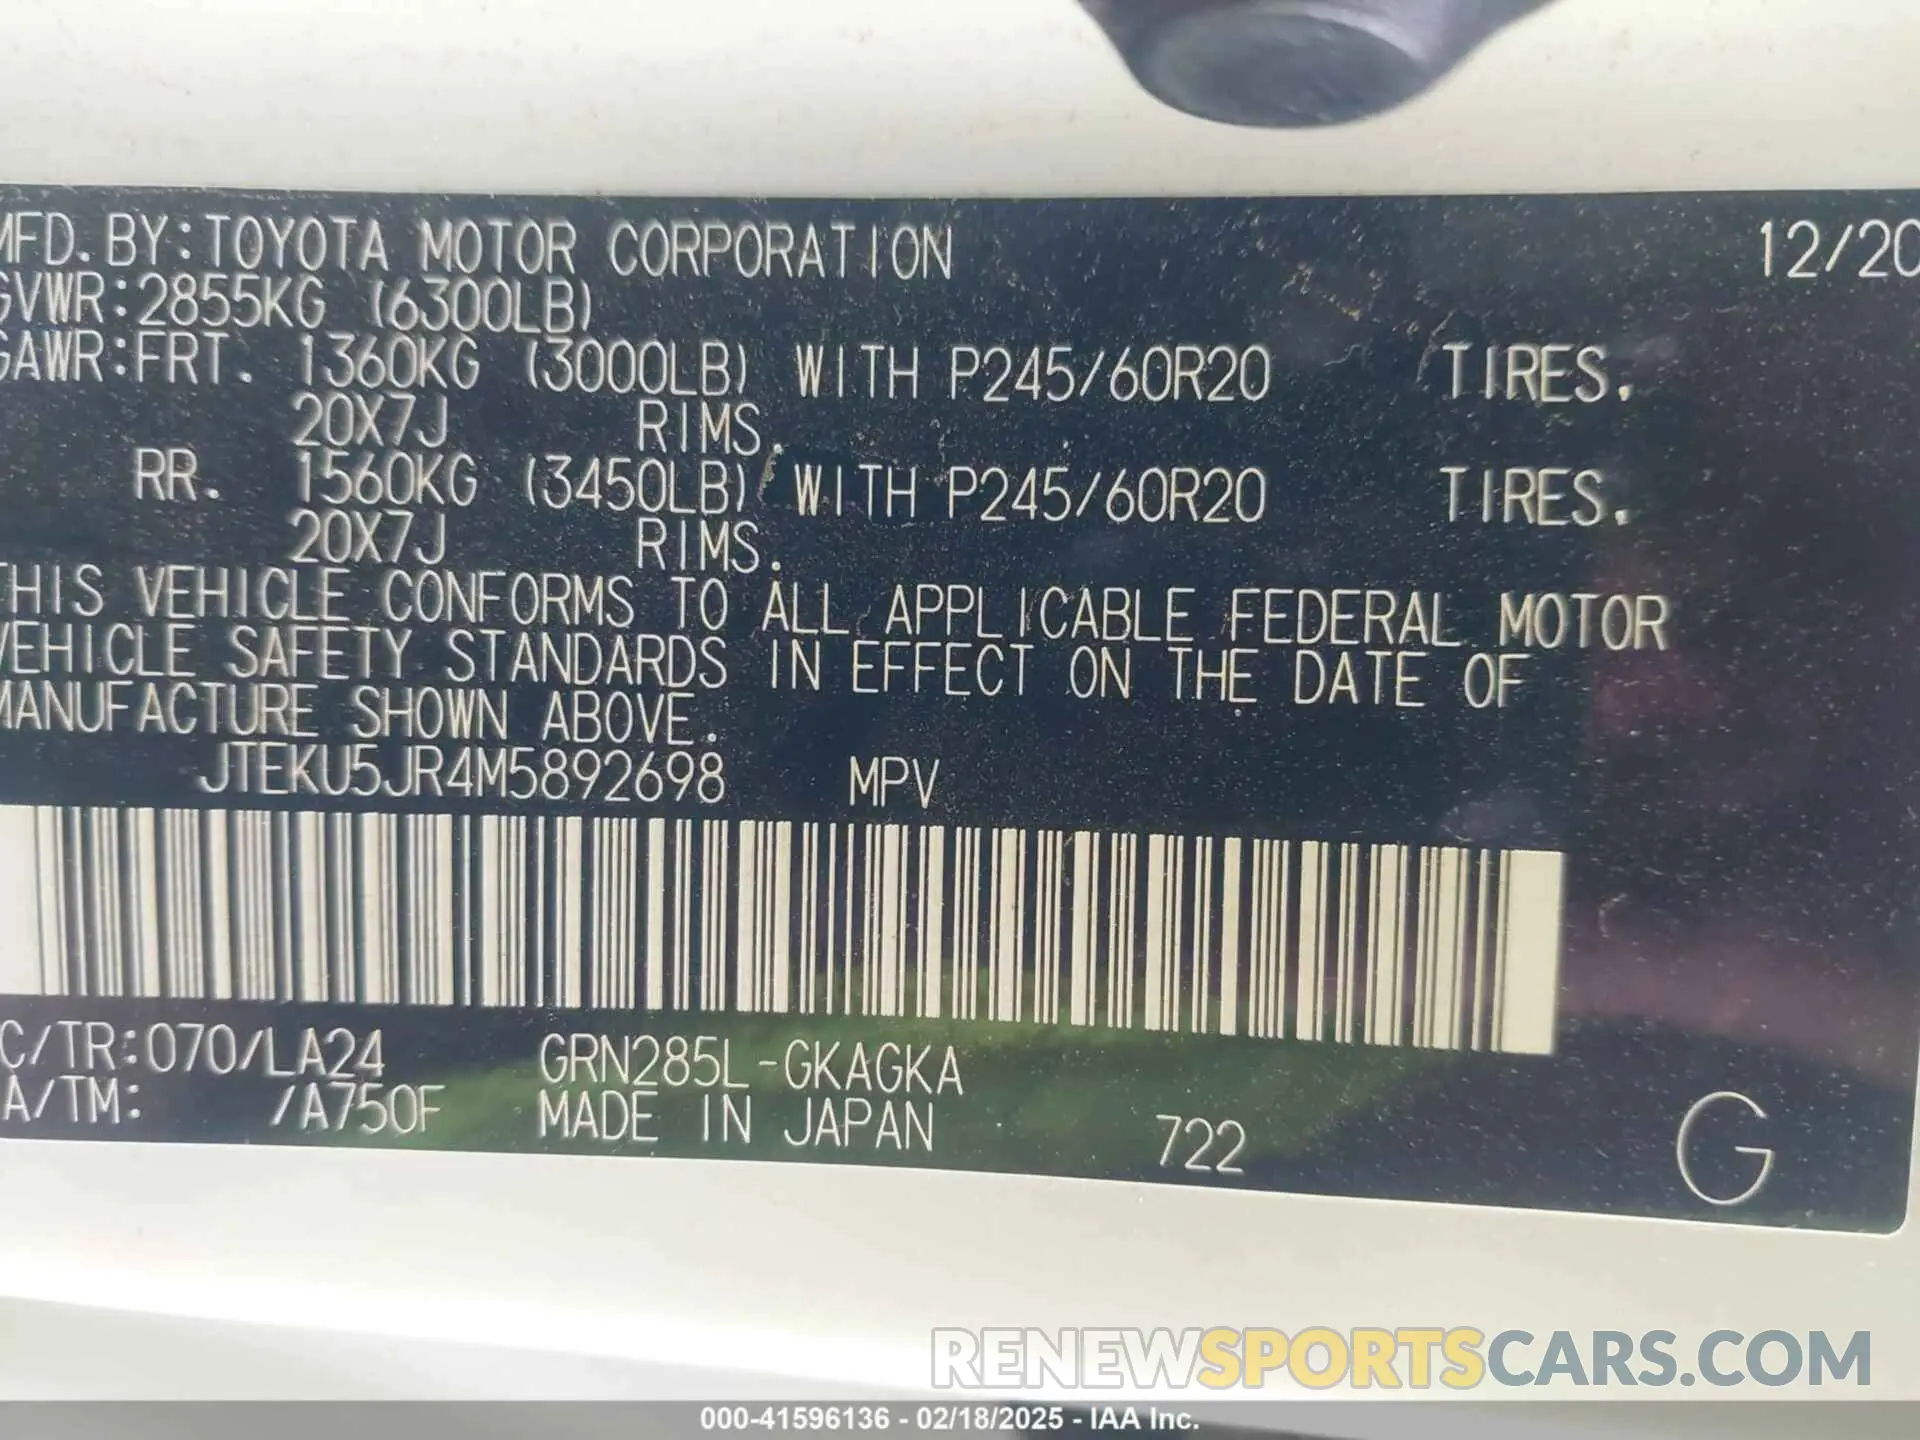 MFD. BY: TOYOTA MOTOR CORPORATION 12/20
GVWR: 2855KG (6300LB)
GAWR: FRT. 1360KG (3000LB) WITH P245/60R20 TIRES.
20X7J RIMS.
RR. 1560KG (3450LB) WITH P245/60R20 TIRES.
20X7J RIMS.
THIS VEHICLE CONFORMS TO ALL APPLICABLE FEDERAL MOTOR
VEHICLE SAFETY STANDARDS IN EFFECT ON THE DATE OF
MANUFACTURE SHOWN ABOVE.
JTEKU5JR4M5892698 MPV
C/TR: 070/LA24 GRN285L-GKAGKA
A/TM: /A750F MADE IN JAPAN 722 G
RENEWSPORTSCARS.COM
000-41596136 - 02/18/2025 - IAA Inc.